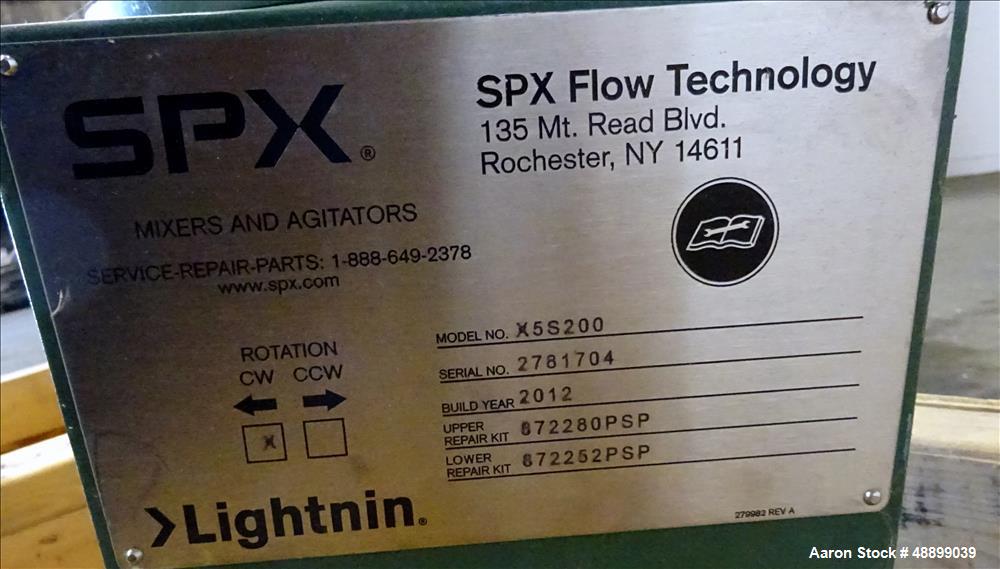 SPX®
SPX Flow Technology
135 Mt. Read Blvd.
Rochester, NY 14611
MIXERS AND AGITATORS
SERVICE-REPAIR-PARTS: 1-888-649-2378
www.spx.com
ROTATION
CW CCW
X
MODEL NO. X5S200
SERIAL NO. 2781704
BUILD YEAR 2012
UPPER
REPAIR KIT 872280PSP
LOWER
REPAIR KIT 872252PSP
Lightnin®
279982 REV A
Aaron Stock # 48899039